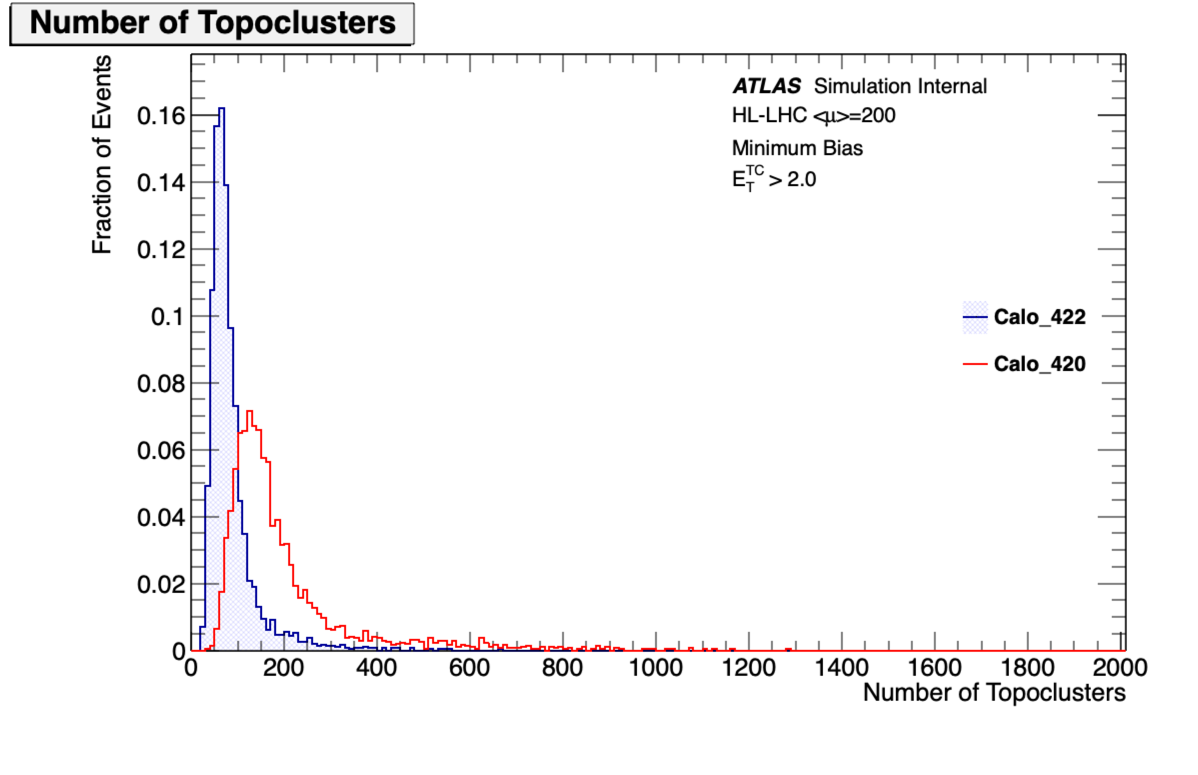 Number of Topoclusters
Fraction of Events
ATLAS Simulation Internal
HL-LHC <μ>=200
Minimum Bias
E_T^TC > 2.0
Calo_422
Calo_420
0.16
0.14
0.12
0.1
0.08
0.06
0.04
0.02
0
0 200 400 600 800 1000 1200 1400 1600 1800 2000
Number of Topoclusters